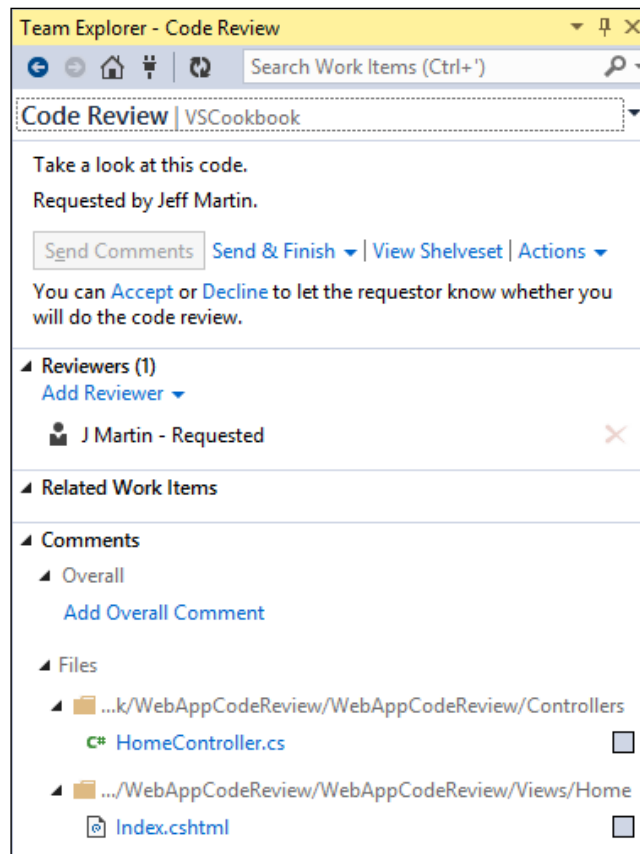 Team Explorer - Code Review
Search Work Items (Ctrl+')
Code Review | VSCookbook
Take a look at this code.
Requested by Jeff Martin.
Send Comments Send & Finish | View Shelveset | Actions
You can Accept or Decline to let the requestor know whether you
will do the code review.
Reviewers (1)
Add Reviewer
J Martin - Requested
Related Work Items
Comments
Overall
Add Overall Comment
Files
...k/WebAppCodeReview/WebAppCodeReview/Controllers
C# HomeController.cs
.../WebAppCodeReview/WebAppCodeReview/Views/Home
Index.cshtml